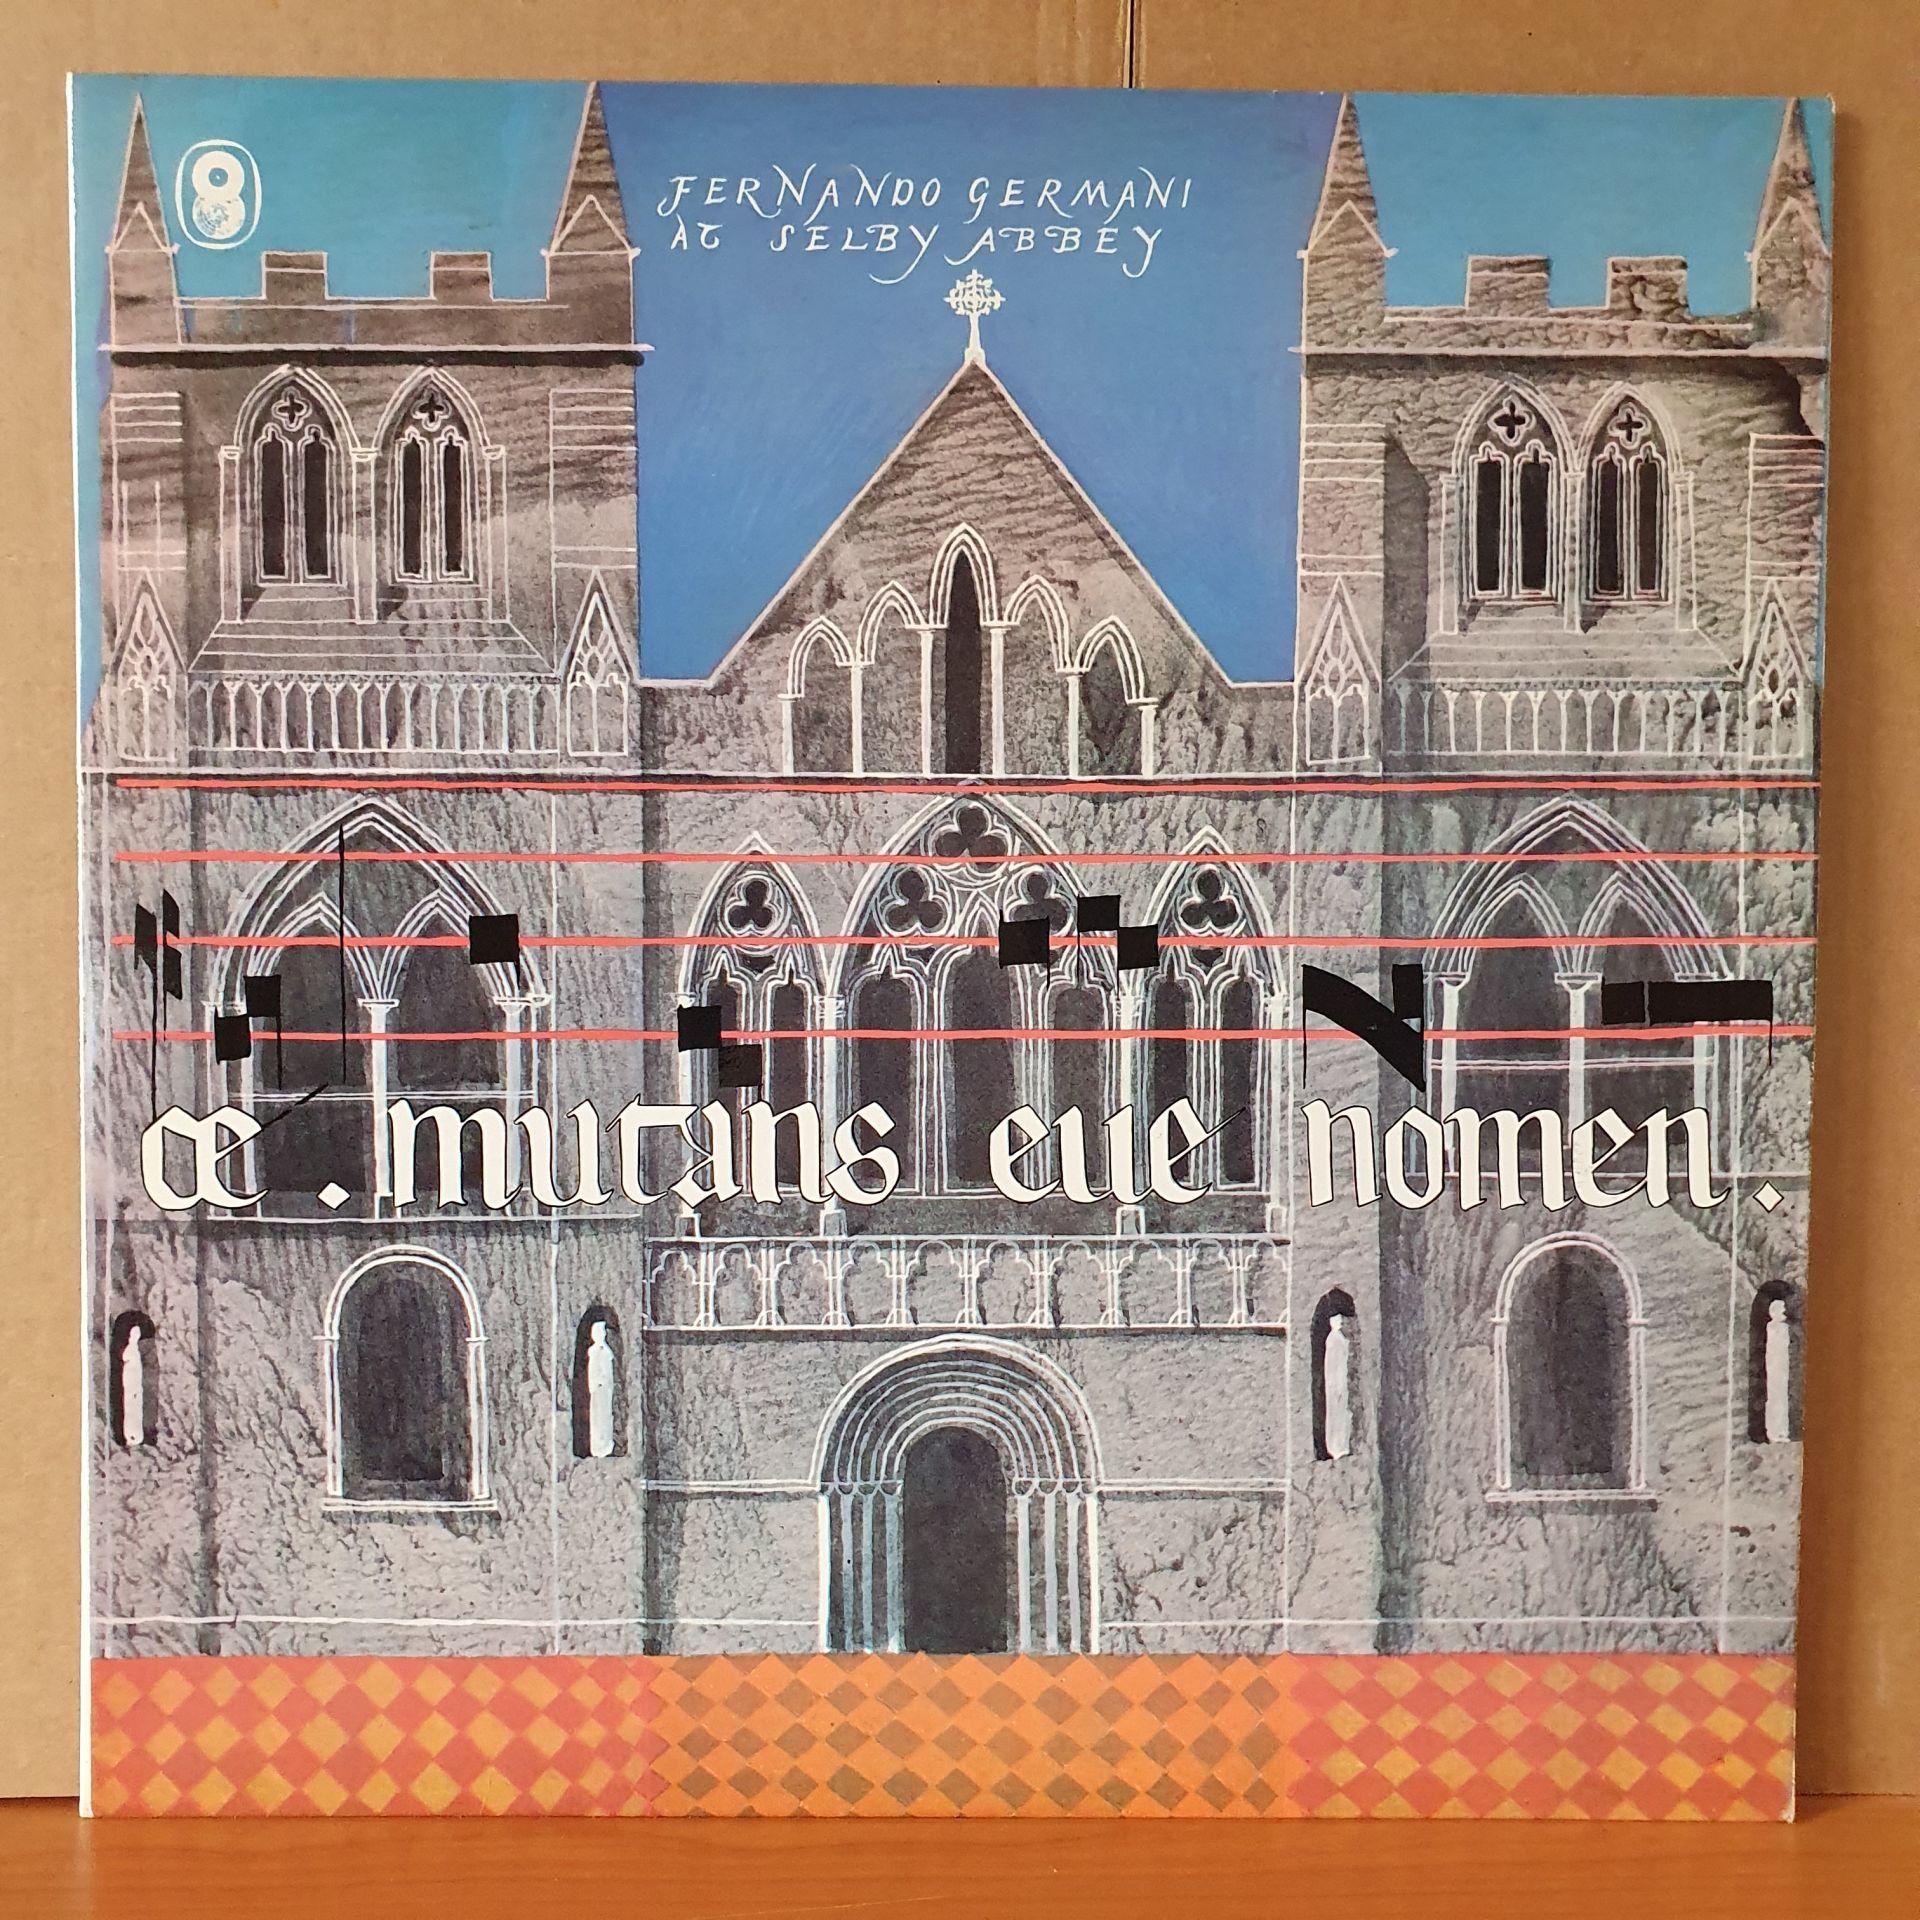 FERNANDO GERMANI
AT SELBY ABBEY
œ . mutans eue nomen .